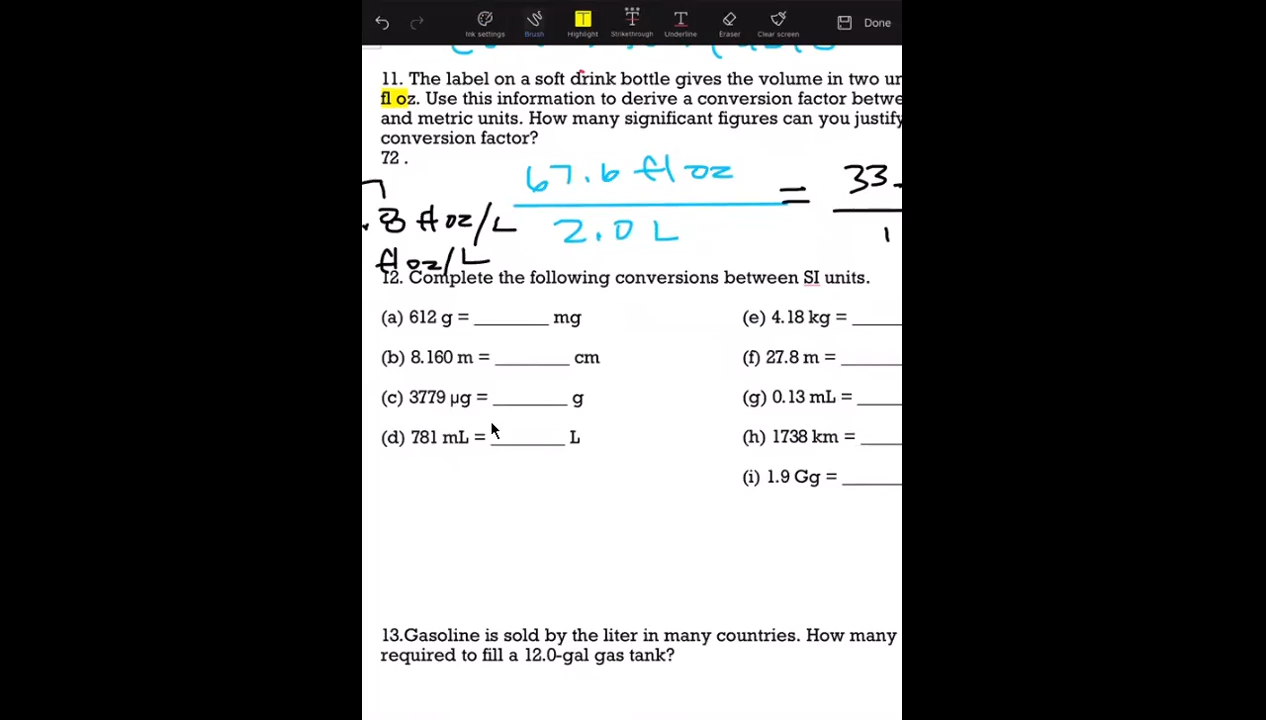 Ink settings Brush Highlight Strikethrough Underline Eraser Clear screen Done
11. The label on a soft drink bottle gives the volume in two ur
fl oz. Use this information to derive a conversion factor betwe
and metric units. How many significant figures can you justify
conversion factor?
72 .
67.6 fl oz
2.0 L
=
33.
1
.8 fl oz/L
fl oz/L
12. Complete the following conversions between SI units.
(a) 612 g = ________ mg
(b) 8.160 m = ________ cm
(c) 3779 µg = ________ g
(d) 781 mL = ________ L
(e) 4.18 kg = ______
(f) 27.8 m = ______
(g) 0.13 mL = _____
(h) 1738 km = _____
(i) 1.9 Gg = ______
13.Gasoline is sold by the liter in many countries. How many
required to fill a 12.0-gal gas tank?